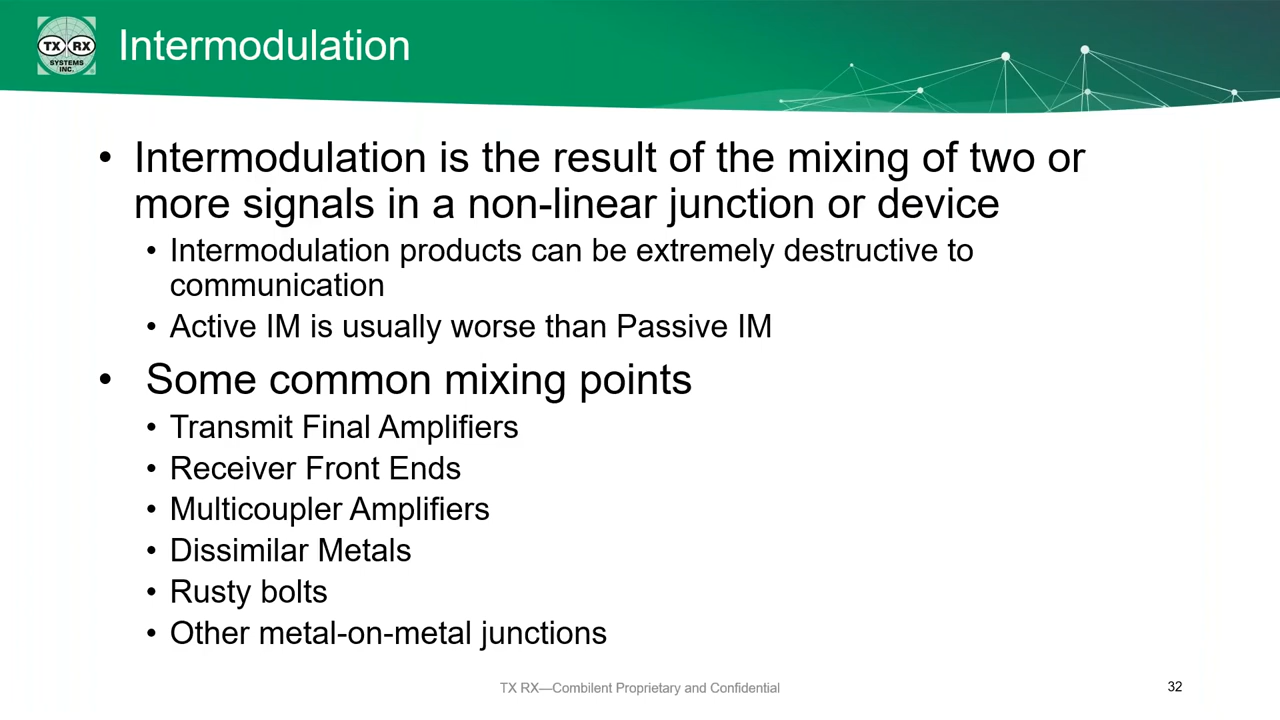 TX RX
SYSTEMS
INC.
Intermodulation
• Intermodulation is the result of the mixing of two or
more signals in a non-linear junction or device
• Intermodulation products can be extremely destructive to
communication
• Active IM is usually worse than Passive IM
• Some common mixing points
• Transmit Final Amplifiers
• Receiver Front Ends
• Multicoupler Amplifiers
• Dissimilar Metals
• Rusty bolts
• Other metal-on-metal junctions
TX RX—Combilent Proprietary and Confidential
32